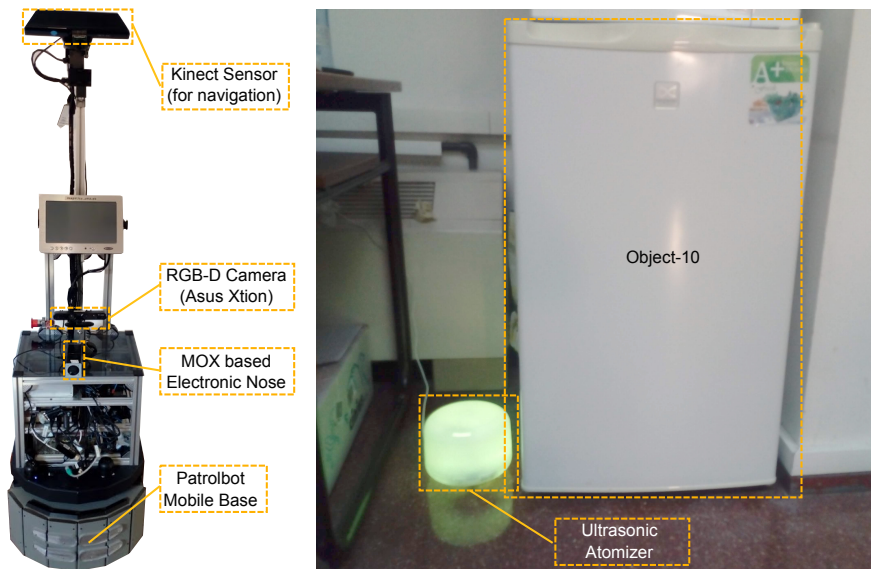 Kinect Sensor
(for navigation)
RGB-D Camera
(Asus Xtion)
MOX based
Electronic Nose
Patrolbot
Mobile Base
A+
Object-10
Ultrasonic
Atomizer